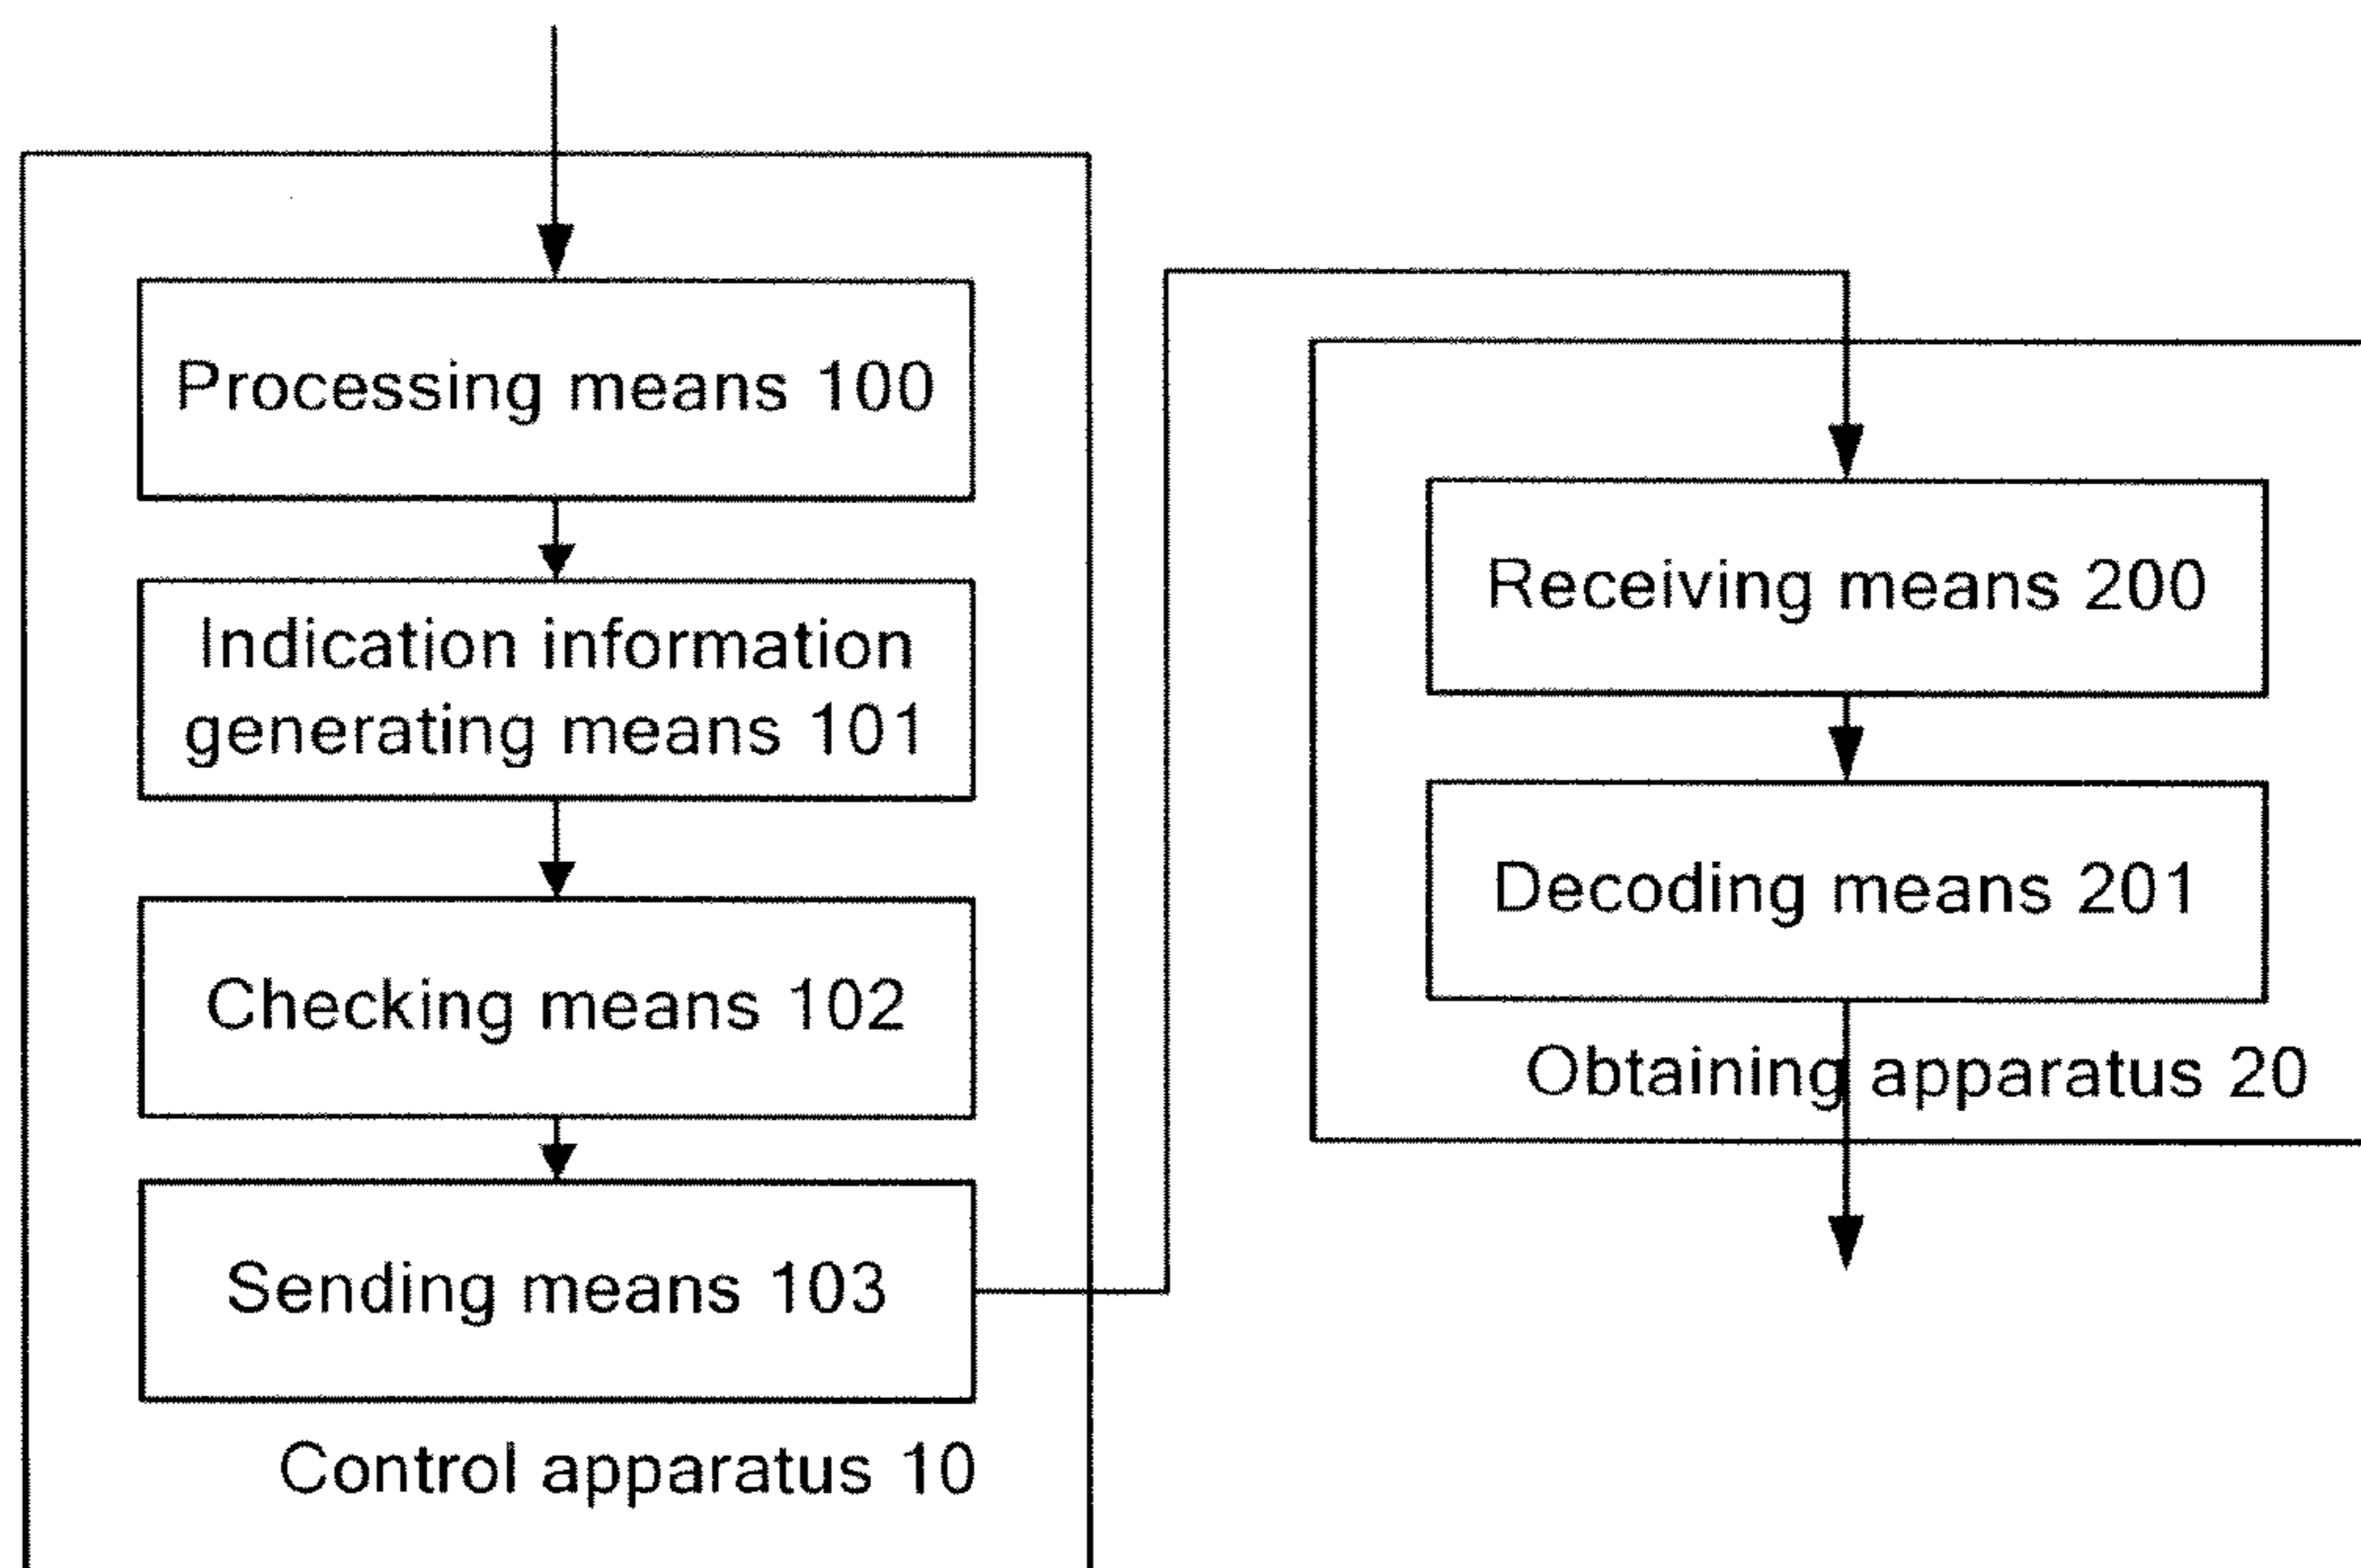 Processing means 100
Indication information
generating means 101
Checking means 102
Sending means 103
Control apparatus 10
Receiving means 200
Decoding means 201
Obtaining apparatus 20